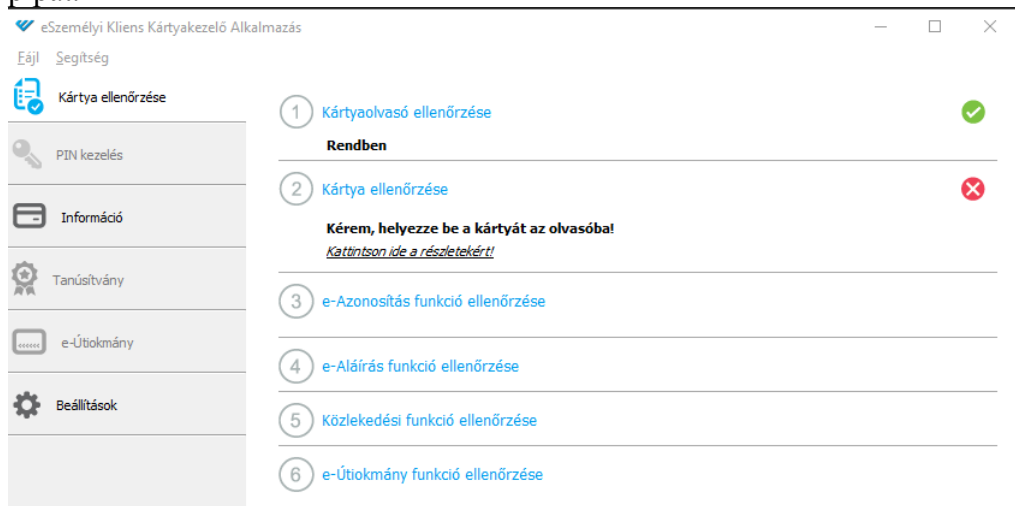 eSzemélyi Kliens Kártyakezelő Alkalmazás
Fájl Segítség
Kártya ellenőrzése
PIN kezelés
Információ
Tanúsítvány
e-Útiokmány
Beállítások
1 Kártyaolvasó ellenőrzése
Rendben
2 Kártya ellenőrzése
Kérem, helyezze be a kártyát az olvasóba!
Kattintson ide a részletekért!
3 e-Azonosítás funkció ellenőrzése
4 e-Aláírás funkció ellenőrzése
5 Közlekedési funkció ellenőrzése
6 e-Útiokmány funkció ellenőrzése